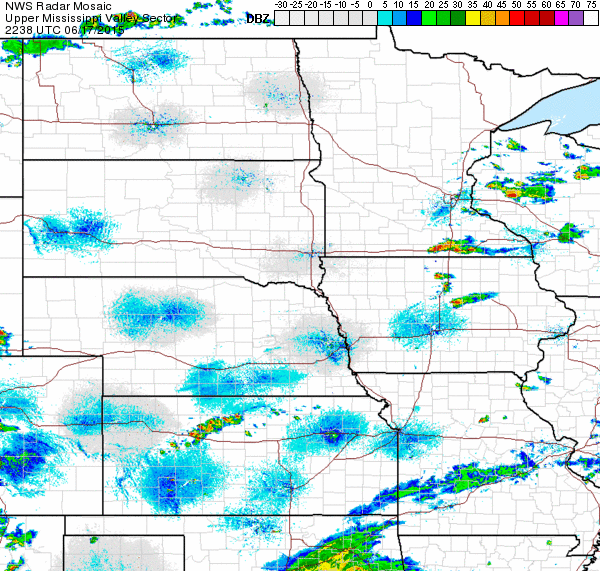 NWS Radar Mosaic
Upper Mississippi Valley Sector
2238 UTC 06/17/2015
DBZ -30 -25 -20 -15 -10 -5 0 5 10 15 20 25 30 35 40 45 50 55 60 65 70 75